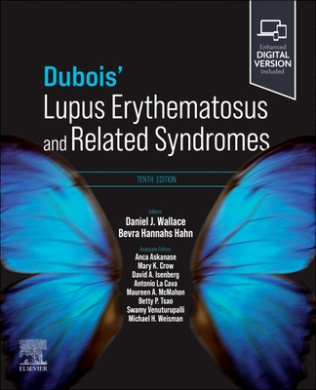 Enhanced
DIGITAL
VERSION
Included
Dubois'
Lupus Erythematosus
and Related Syndromes
TENTH EDITION
Editors
Daniel J. Wallace
Bevra Hannahs Hahn
Associate Editors
Anca Askanase
Mary K. Crow
David A. Isenberg
Antonio La Cava
Maureen A. McMahon
Betty P. Tsao
Swamy Venuturupalli
Michael H. Weisman
ELSEVIER